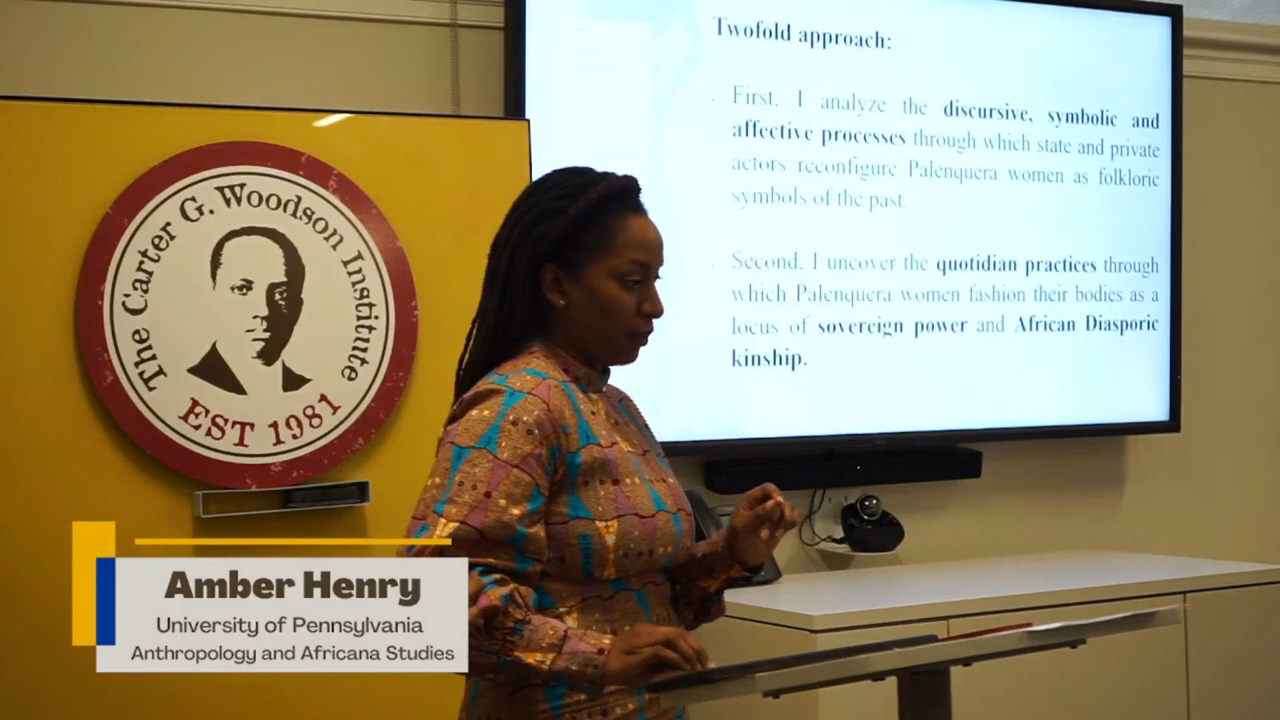 Twofold approach:
First, I analyze the discursive, symbolic and
affective processes through which state and private
actors reconfigure Palenquera women as folkloric
symbols of the past.
Second, I uncover the quotidian practices through
which Palenquera women fashion their bodies as a
locus of sovereign power and African Diasporic
kinship.
The Carter G. Woodson Institute
EST 1981
Amber Henry
University of Pennsylvania
Anthropology and Africana Studies